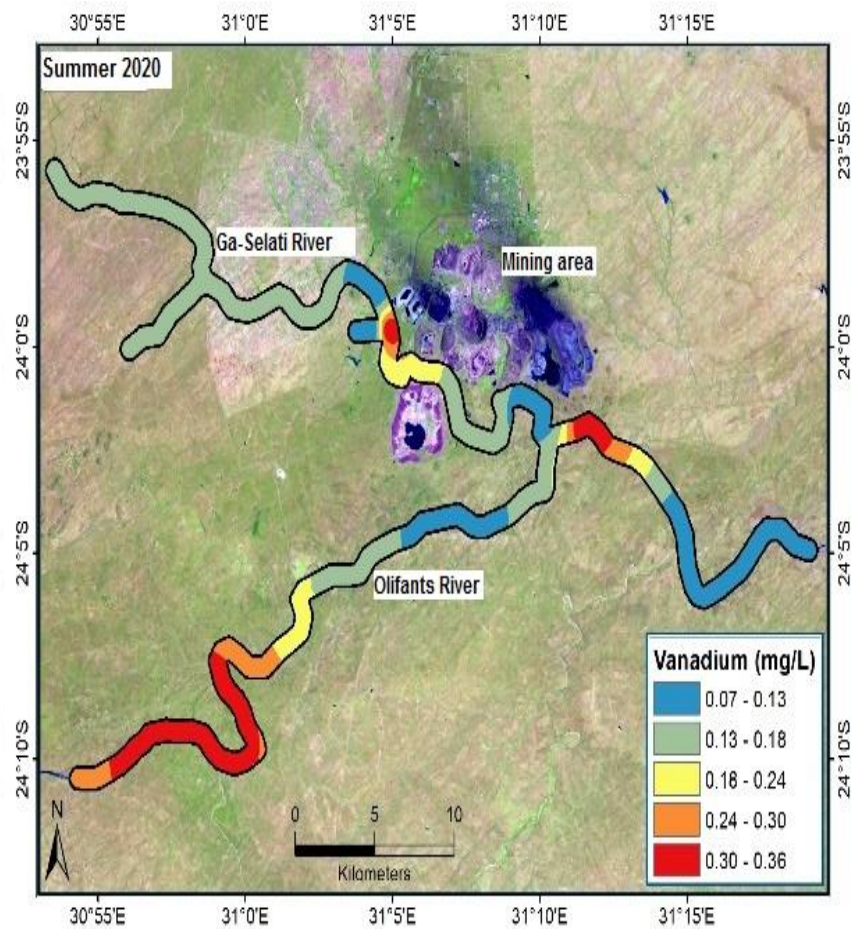 30°55'E 31°0'E 31°5'E 31°10'E 31°15'E
Summer 2020
23°55'S 23°55'S
Ga-Selati River
Mining area
24°0'S 24°0'S
24°5'S 24°5'S
Olifants River
Vanadium (mg/L)
0.07 - 0.13
0.13 - 0.18
0.18 - 0.24
0.24 - 0.30
0.30 - 0.36
24°10'S 24°10'S
N
0 5 10
Kilometers
30°55'E 31°0'E 31°5'E 31°10'E 31°15'E